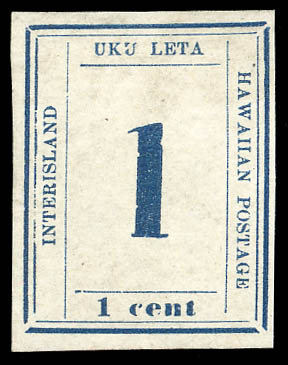 UKU LETA
INTERISLAND
1
HAWAIIAN POSTAGE
1 cent